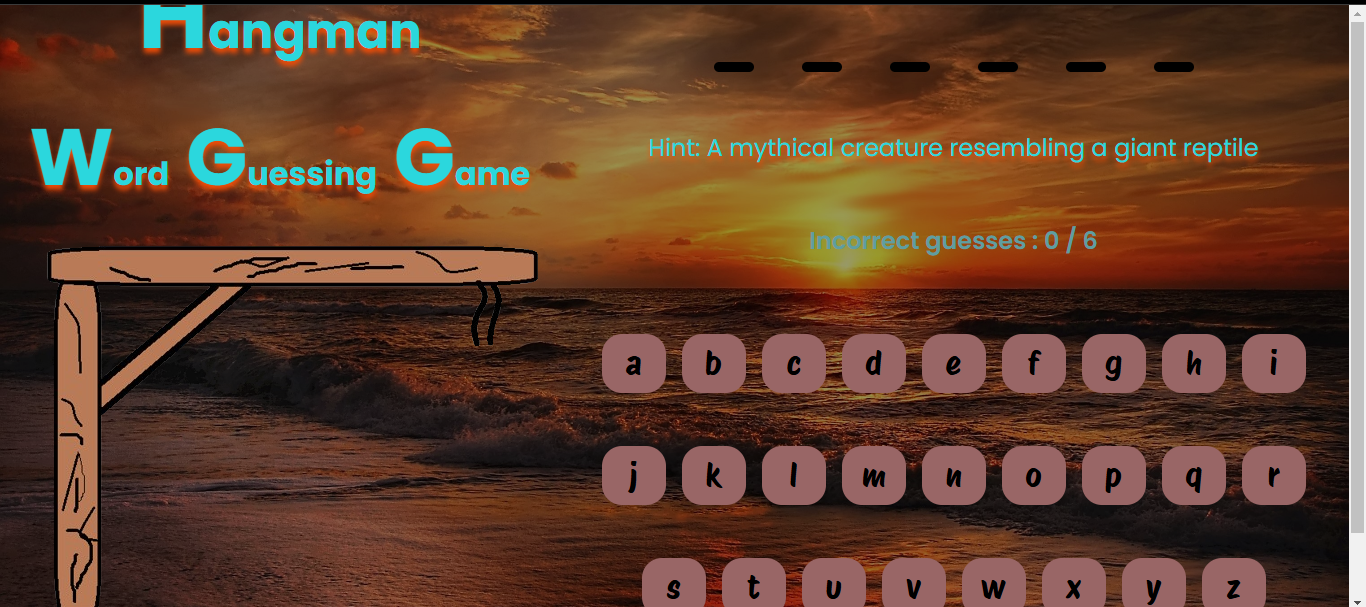 Hangman
Word Guessing Game
Hint: A mythical creature resembling a giant reptile
Incorrect guesses : 0 / 6
a b c d e f g h i
j k l m n o p q r
s t u v w x y z